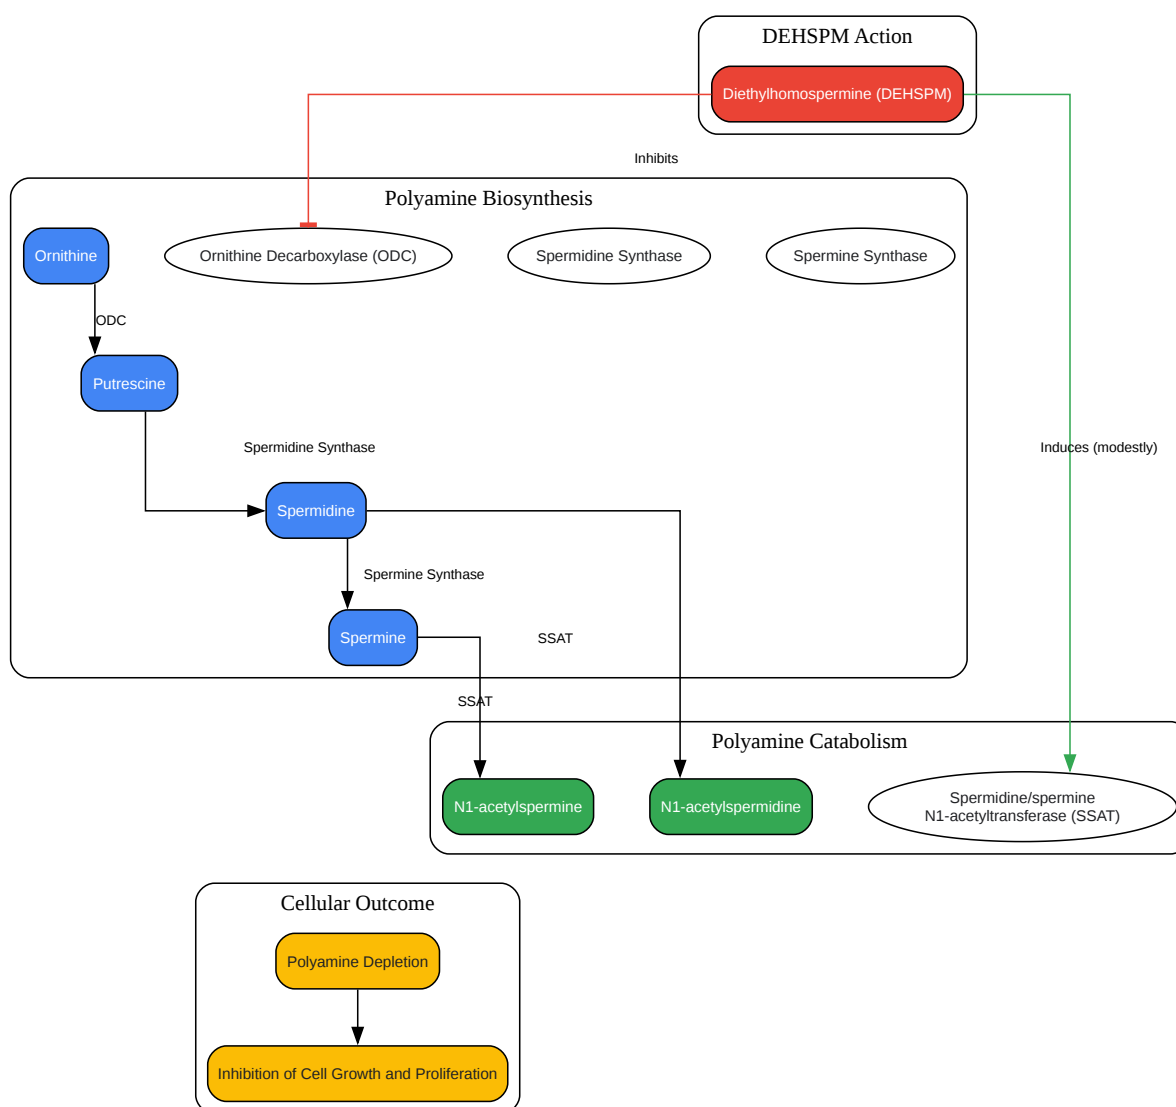 DEHSPM Action
Diethylhomospermine (DEHSPM)
Inhibits
Polyamine Biosynthesis
Ornithine
Ornithine Decarboxylase (ODC)
Spermidine Synthase
Spermine Synthase
ODC
Putrescine
Spermidine Synthase
Induces (modestly)
Spermidine
Spermine Synthase
Spermine
SSAT
SSAT
Polyamine Catabolism
N1-acetylspermine
N1-acetylspermidine
Spermidine/spermine
N1-acetyltransferase (SSAT)
Cellular Outcome
Polyamine Depletion
Inhibition of Cell Growth and Proliferation